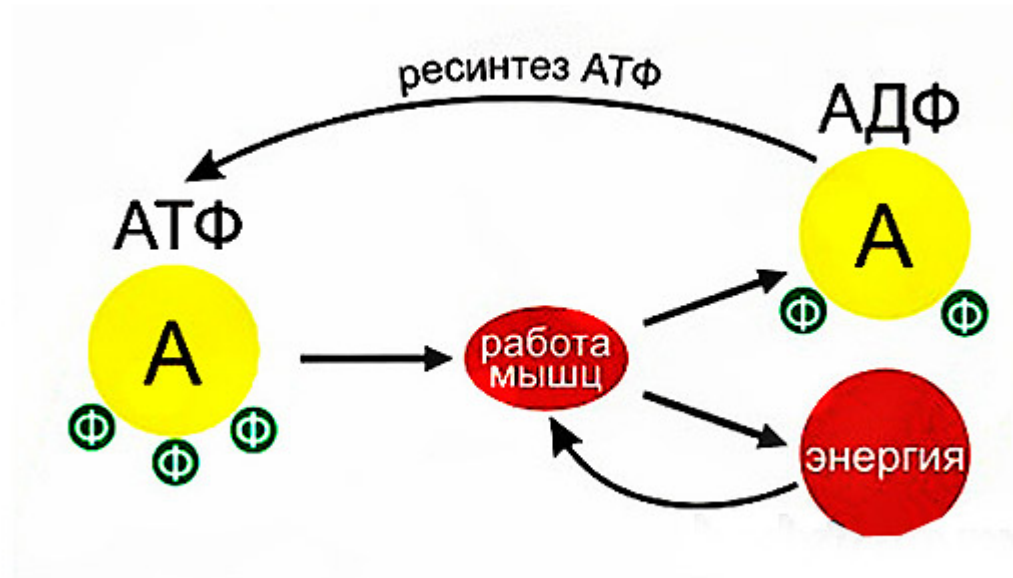 ресинтез АТФ
АДФ
А
Ф Ф
АТФ
А
Ф Ф Ф
работа
мышц
энергия